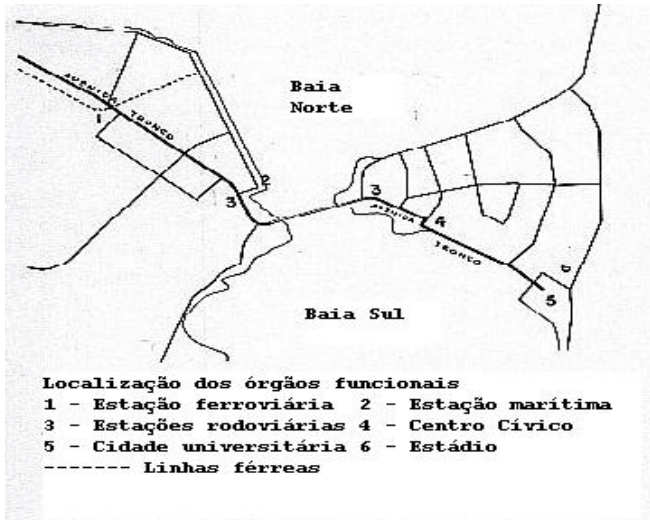 Baia
Norte
AVENIDA TRONCO
1
2
3
3
AVENIDA TRONCO
4
5
6
Baia Sul
Localização dos órgãos funcionais
1 - Estação ferroviária 2 - Estação marítima
3 - Estações rodoviárias 4 - Centro Cívico
5 - Cidade universitária 6 - Estádio
------- Linhas férreas